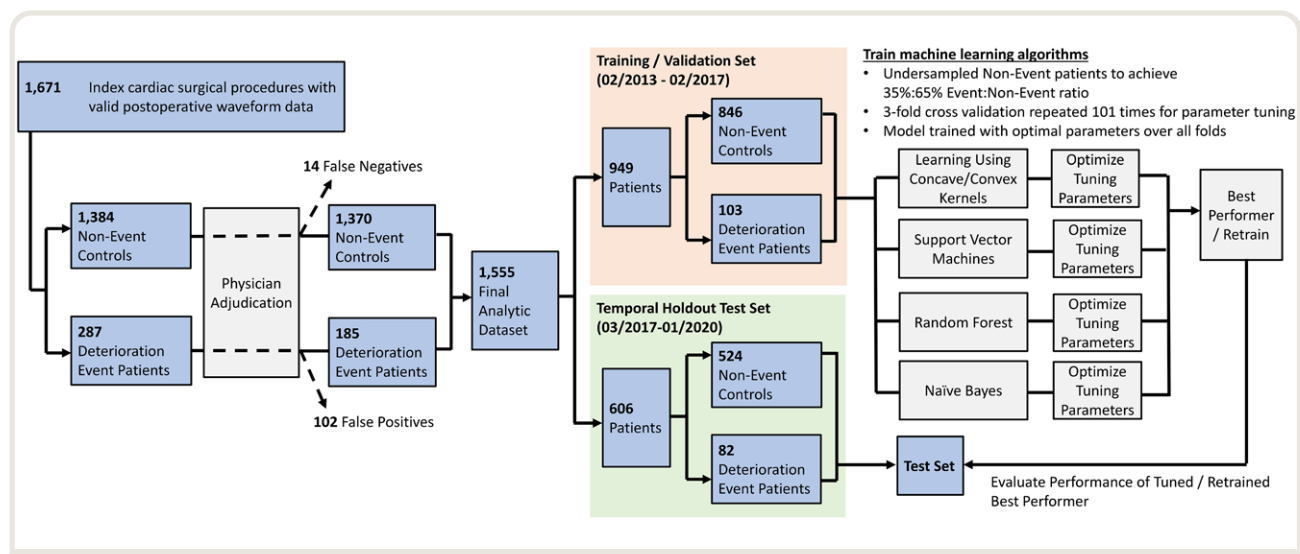 1,671 Index cardiac surgical procedures with
valid postoperative waveform data
1,384
Non-Event
Controls
287
Deterioration
Event Patients
Physician
Adjudication
14 False Negatives
102 False Positives
1,370
Non-Event
Controls
185
Deterioration
Event Patients
1,555
Final
Analytic
Dataset
Training / Validation Set
(02/2013 - 02/2017)
949
Patients
846
Non-Event
Controls
103
Deterioration
Event Patients
Temporal Holdout Test Set
(03/2017-01/2020)
606
Patients
524
Non-Event
Controls
82
Deterioration
Event Patients
Train machine learning algorithms
• Undersampled Non-Event patients to achieve
35%:65% Event:Non-Event ratio
• 3-fold cross validation repeated 101 times for parameter tuning
• Model trained with optimal parameters over all folds
Learning Using
Concave/Convex
Kernels
Optimize
Tuning
Parameters
Support Vector
Machines
Optimize
Tuning
Parameters
Random Forest
Optimize
Tuning
Parameters
Naïve Bayes
Optimize
Tuning
Parameters
Best
Performer
/ Retrain
Test Set
Evaluate Performance of Tuned / Retrained
Best Performer